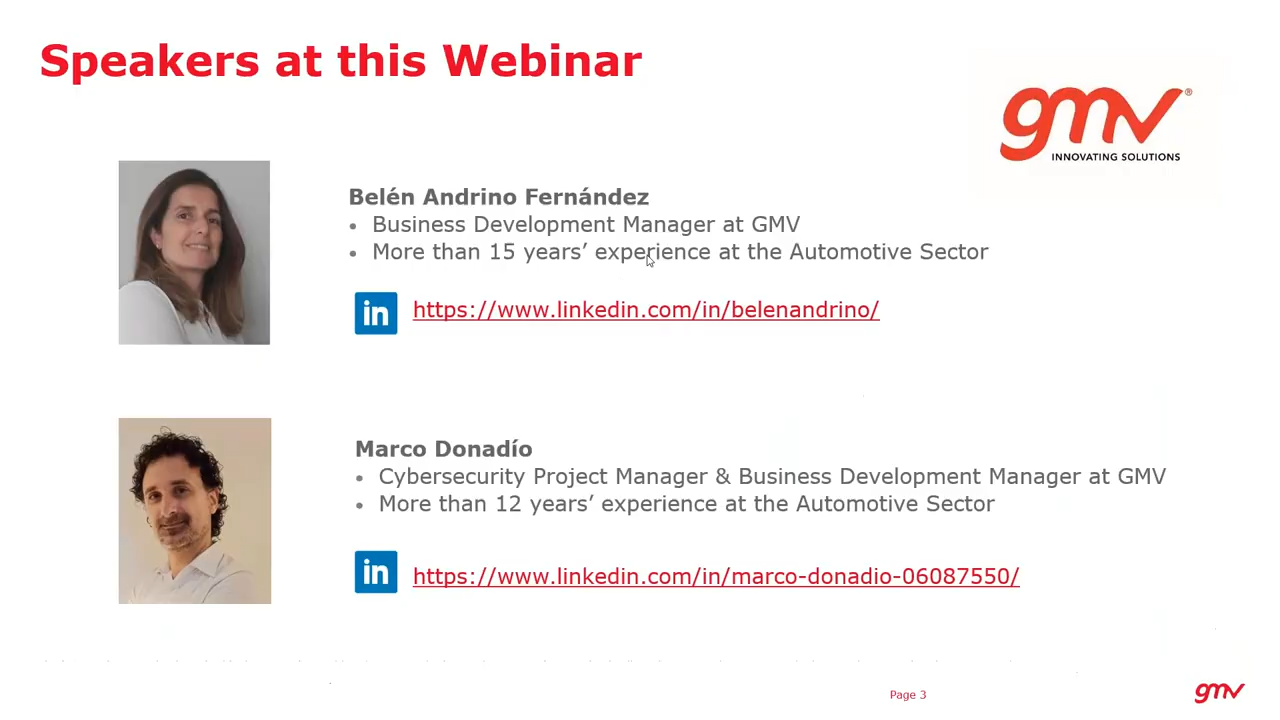 Speakers at this Webinar
gmv®
INNOVATING SOLUTIONS
Belén Andrino Fernández
• Business Development Manager at GMV
• More than 15 years’ experience at the Automotive Sector
in https://www.linkedin.com/in/belenandrino/
Marco Donadío
• Cybersecurity Project Manager & Business Development Manager at GMV
• More than 12 years’ experience at the Automotive Sector
in https://www.linkedin.com/in/marco-donadio-06087550/
Page 3
gmv